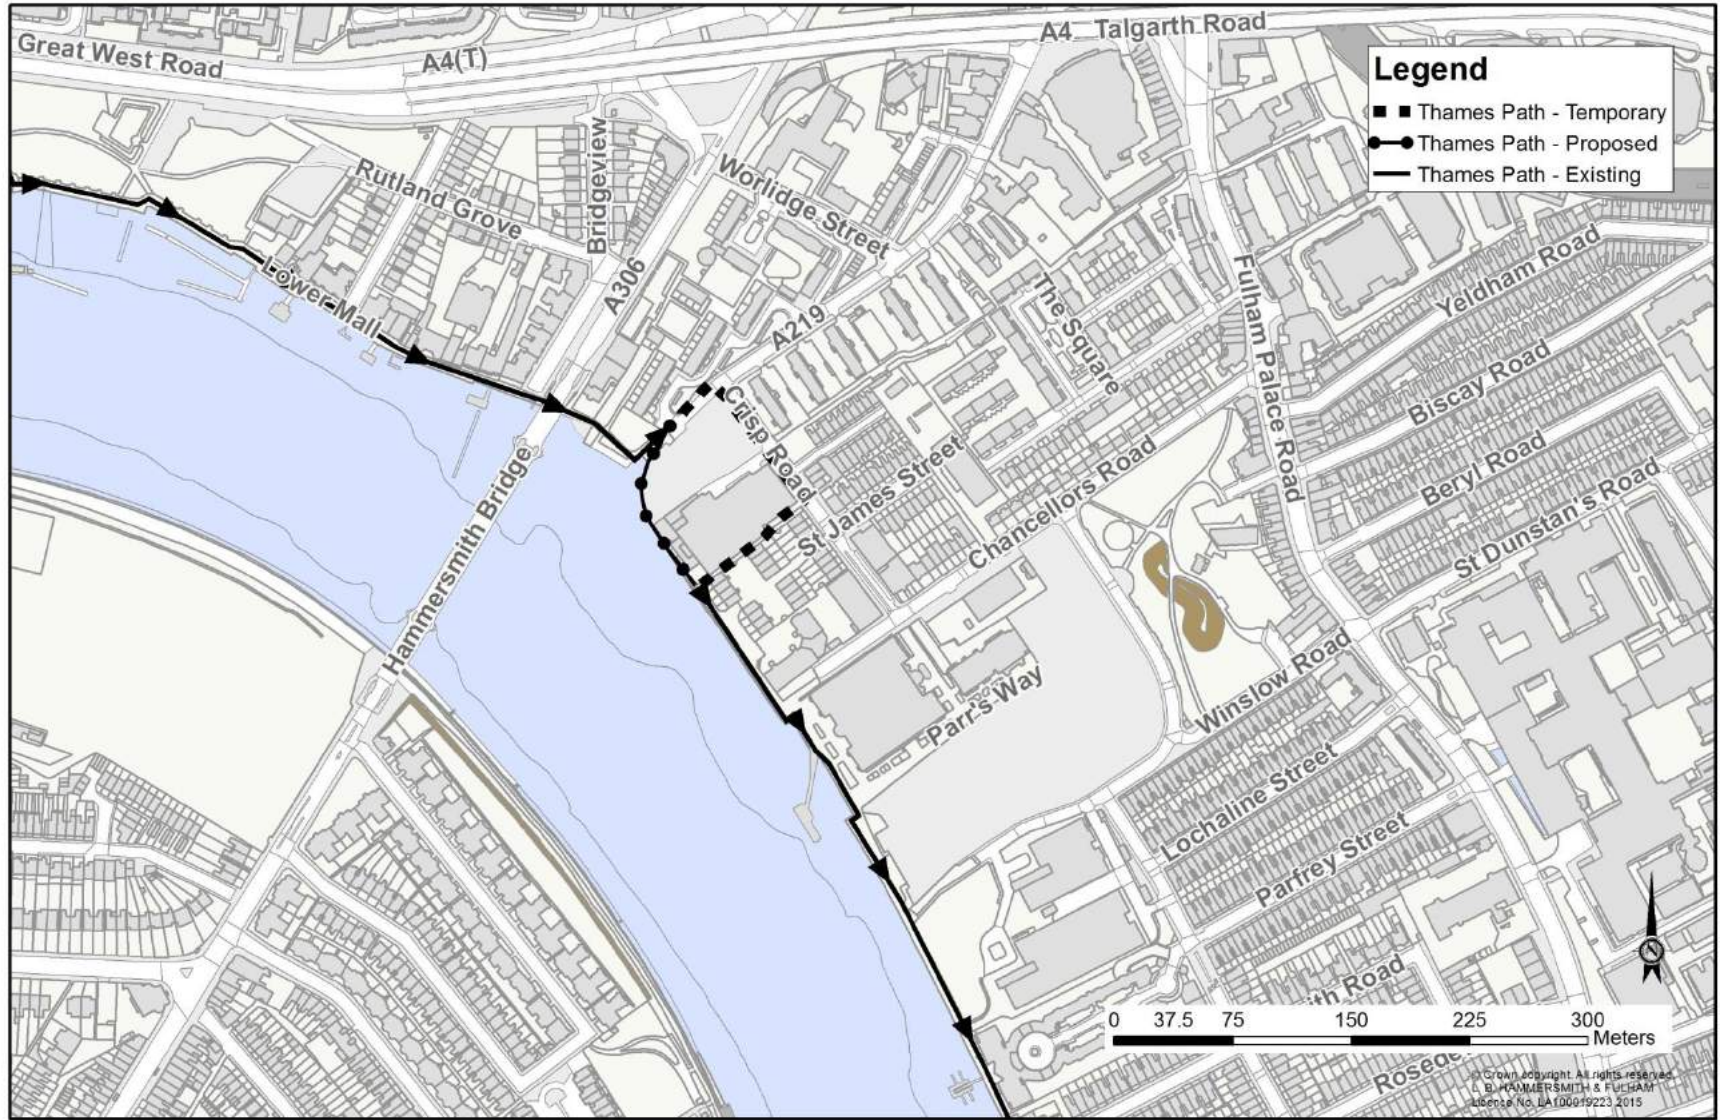 Great West Road
A4(T)
A4 Talgarth Road
Legend
Thames Path - Temporary
Thames Path - Proposed
Thames Path - Existing
Bridgeview
Rutland Grove
Worlidge Street
Lower Mall
A306
A219
The Square
Fulham Palace Road
Yeldham Road
Biscay Road
Beryl Road
St Dunstan's Road
Crisp Road
St James Street
Chancellors Road
Hammersmith Bridge
Parr's Way
Winslow Road
Lochaline Street
Parfrey Street
ith Road
0 37.5 75 150 225 300
Meters
Rosede
© Crown copyright. All rights reserved.
L. B. HAMMERSMITH & FULHAM
Licence No. LA100019223 2015